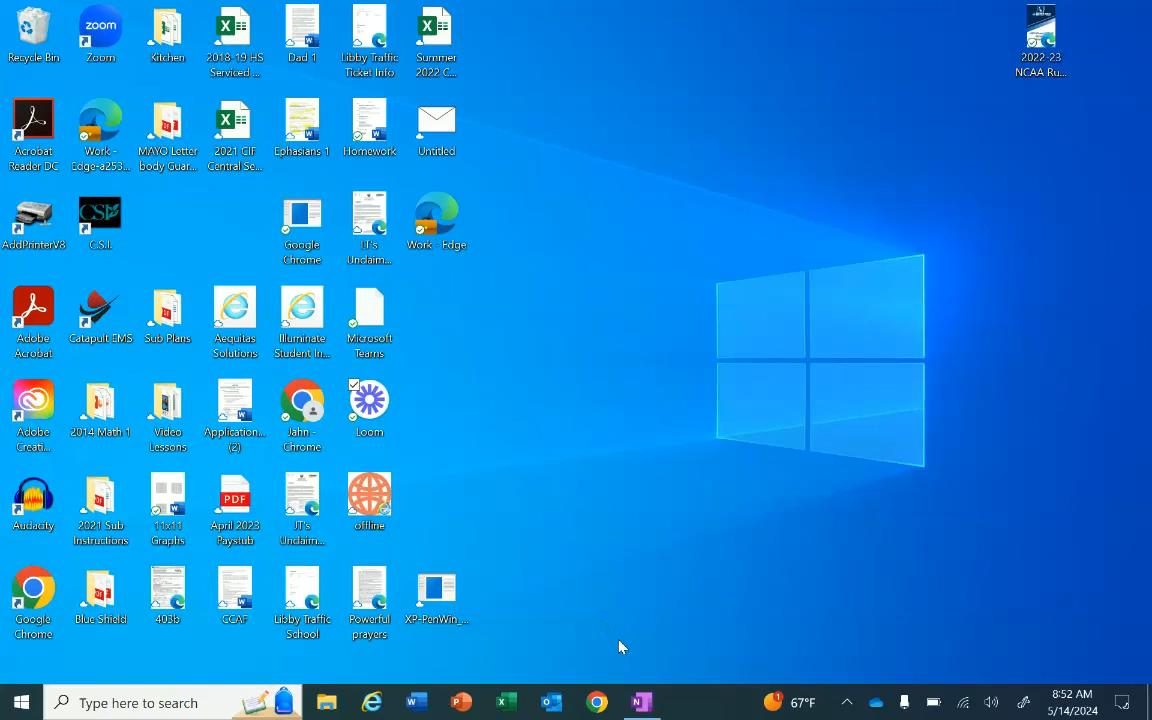 Recycle Bin
zoom
Zoom
Kitchen
2018-19 HS
Serviced ...
Dad 1
Libby Traffic
Ticket Info
Summer
2022 C...
2022-23
NCAA Ru...
Acrobat
Reader DC
Work -
Edge-a253...
MAYO Letter
body Guar...
2021 CIF
Central Se...
Ephasians 1
Homework
Untitled
AddPrinterV8
CSI
C.S.I.
Google
Chrome
JT's
Unclaim...
Work - Edge
Adobe
Acrobat
Catapult EMS
Sub Plans
Aequitas
Solutions
Illuminate
Student In...
Microsoft
Teams
Adobe
Creati...
2014 Math 1
Video
Lessons
Application...
(2)
Jahn -
Chrome
Loom
Audacity
2021 Sub
Instructions
11x11
Graphs
PDF
April 2023
Paystub
JT's
Unclaim...
offline
Google
Chrome
Blue Shield
403b
CCAF
Libby Traffic
School
Powerful
prayers
XP-PenWin_...
Type here to search
1
67°F
8:52 AM
5/14/2024